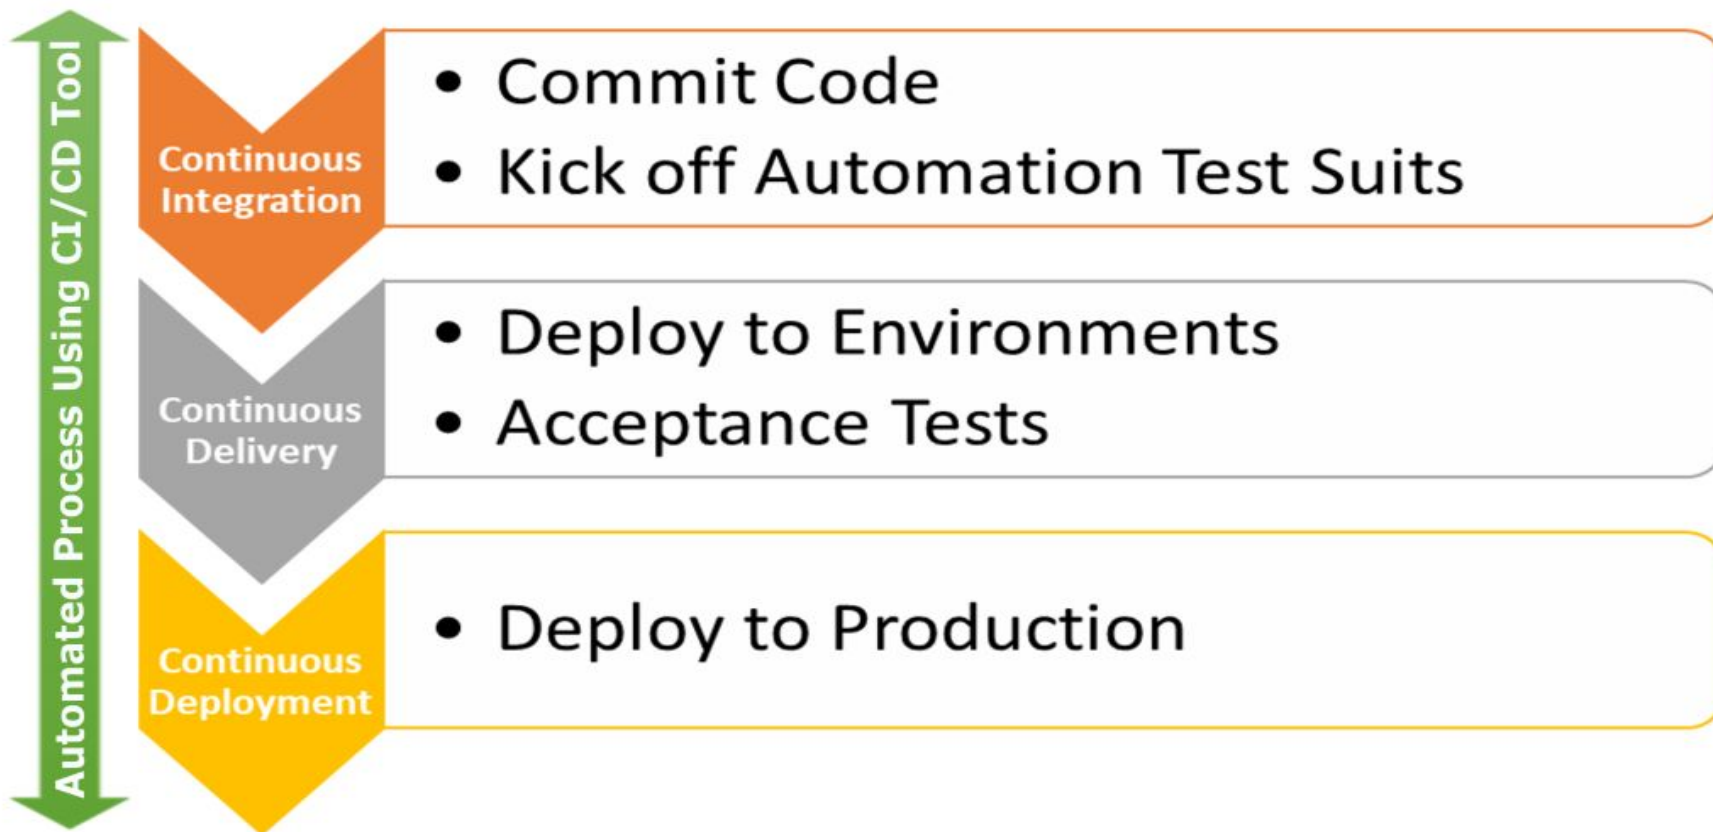 Automated Process Using CI/CD Tool
Continuous
Integration
• Commit Code
• Kick off Automation Test Suits
Continuous
Delivery
• Deploy to Environments
• Acceptance Tests
Continuous
Deployment
• Deploy to Production